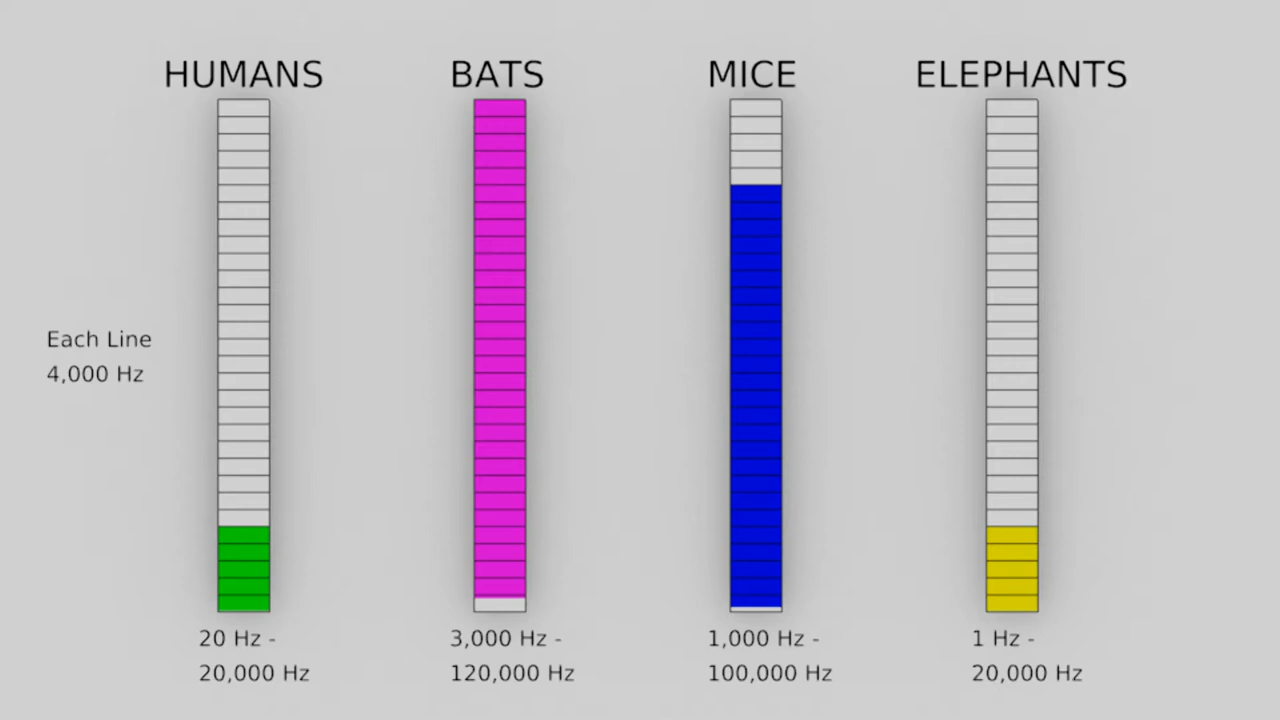 HUMANS
BATS
MICE
ELEPHANTS
Each Line
4,000 Hz
20 Hz -
20,000 Hz
3,000 Hz -
120,000 Hz
1,000 Hz -
100,000 Hz
1 Hz -
20,000 Hz